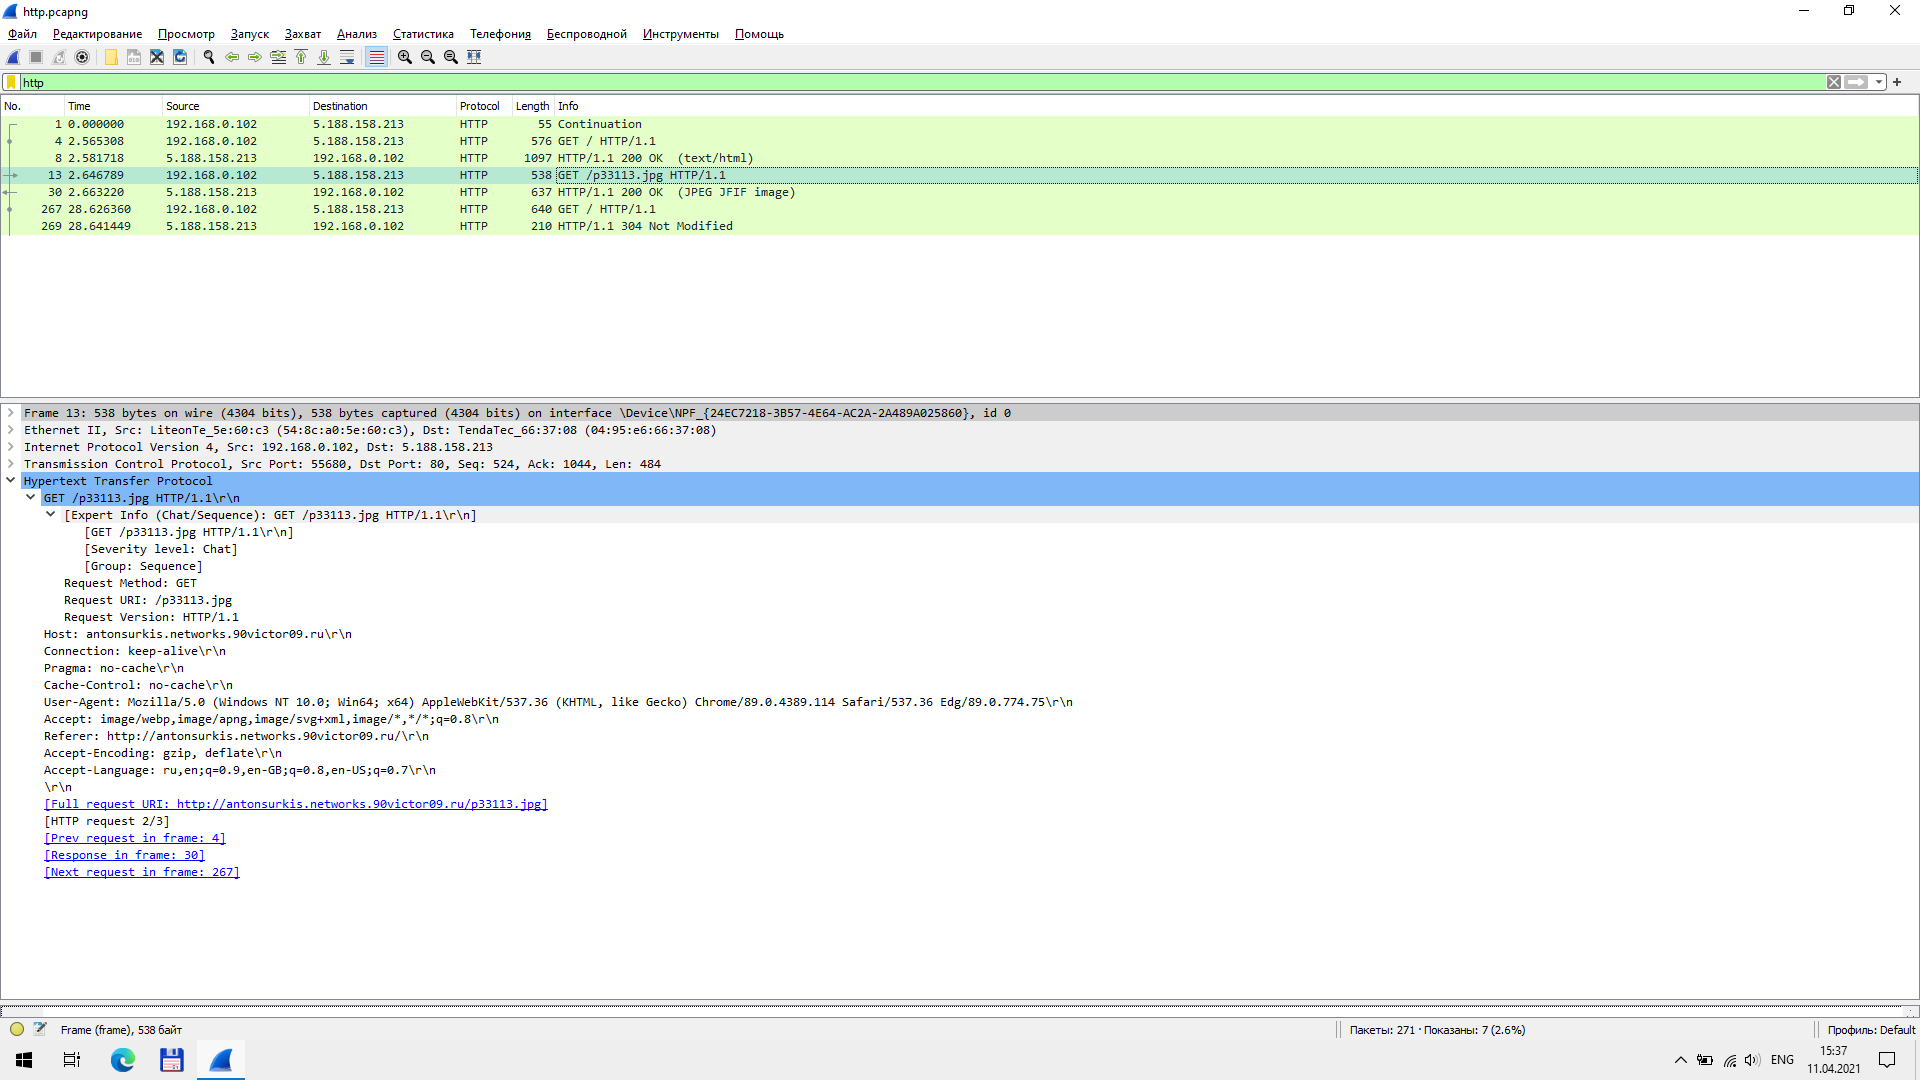 http.pcapng
Файл Редактирование Просмотр Запуск Захват Анализ Статистика Телефония Беспроводной Инструменты Помощь
http
No. Time Source Destination Protocol Length Info
1 0.000000 192.168.0.102 5.188.158.213 HTTP 55 Continuation
4 2.565308 192.168.0.102 5.188.158.213 HTTP 576 GET / HTTP/1.1
8 2.581718 5.188.158.213 192.168.0.102 HTTP 1097 HTTP/1.1 200 OK (text/html)
13 2.646789 192.168.0.102 5.188.158.213 HTTP 538 GET /p33113.jpg HTTP/1.1
30 2.663220 5.188.158.213 192.168.0.102 HTTP 637 HTTP/1.1 200 OK (JPEG JFIF image)
267 28.626360 192.168.0.102 5.188.158.213 HTTP 640 GET / HTTP/1.1
269 28.641449 5.188.158.213 192.168.0.102 HTTP 210 HTTP/1.1 304 Not Modified
Frame 13: 538 bytes on wire (4304 bits), 538 bytes captured (4304 bits) on interface \Device\NPF_{24EC7218-3B57-4E64-AC2A-2A489A025860}, id 0
Ethernet II, Src: LiteonTe_5e:60:c3 (54:8c:a0:5e:60:c3), Dst: TendaTec_66:37:08 (04:95:e6:66:37:08)
Internet Protocol Version 4, Src: 192.168.0.102, Dst: 5.188.158.213
Transmission Control Protocol, Src Port: 55680, Dst Port: 80, Seq: 524, Ack: 1044, Len: 484
Hypertext Transfer Protocol
GET /p33113.jpg HTTP/1.1\r\n
[Expert Info (Chat/Sequence): GET /p33113.jpg HTTP/1.1\r\n]
[GET /p33113.jpg HTTP/1.1\r\n]
[Severity level: Chat]
[Group: Sequence]
Request Method: GET
Request URI: /p33113.jpg
Request Version: HTTP/1.1
Host: antonsurkis.networks.90victor09.ru\r\n
Connection: keep-alive\r\n
Pragma: no-cache\r\n
Cache-Control: no-cache\r\n
User-Agent: Mozilla/5.0 (Windows NT 10.0; Win64; x64) AppleWebKit/537.36 (KHTML, like Gecko) Chrome/89.0.4389.114 Safari/537.36 Edg/89.0.774.75\r\n
Accept: image/webp,image/apng,image/svg+xml,image/*,*/*;q=0.8\r\n
Referer: http://antonsurkis.networks.90victor09.ru/\r\n
Accept-Encoding: gzip, deflate\r\n
Accept-Language: ru,en;q=0.9,en-GB;q=0.8,en-US;q=0.7\r\n
\r\n
[Full request URI: http://antonsurkis.networks.90victor09.ru/p33113.jpg]
[HTTP request 2/3]
[Prev request in frame: 4]
[Response in frame: 30]
[Next request in frame: 267]
Frame (frame), 538 байт
Пакеты: 271 · Показаны: 7 (2.6%)
Профиль: Default
ENG
15:37
11.04.2021